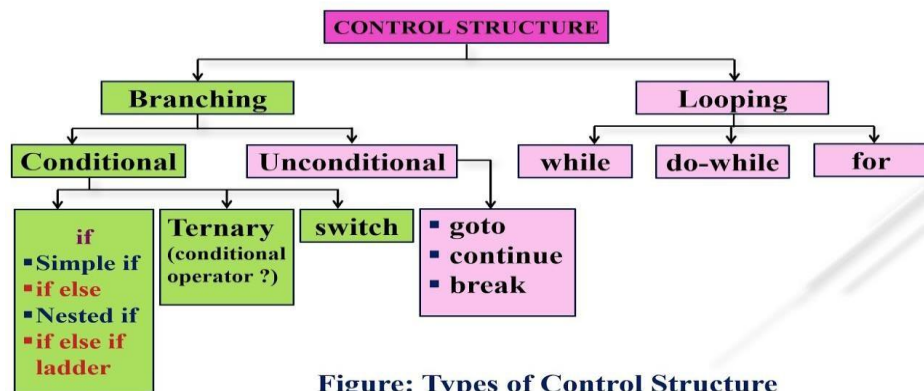 CONTROL STRUCTURE
Branching
Looping
Conditional
Unconditional
while
do-while
for
if
▪Simple if
▪if else
▪Nested if
▪if else if
ladder
Ternary
(conditional
operator ?)
switch
▪ goto
▪ continue
▪ break
Figure: Types of Control Structure